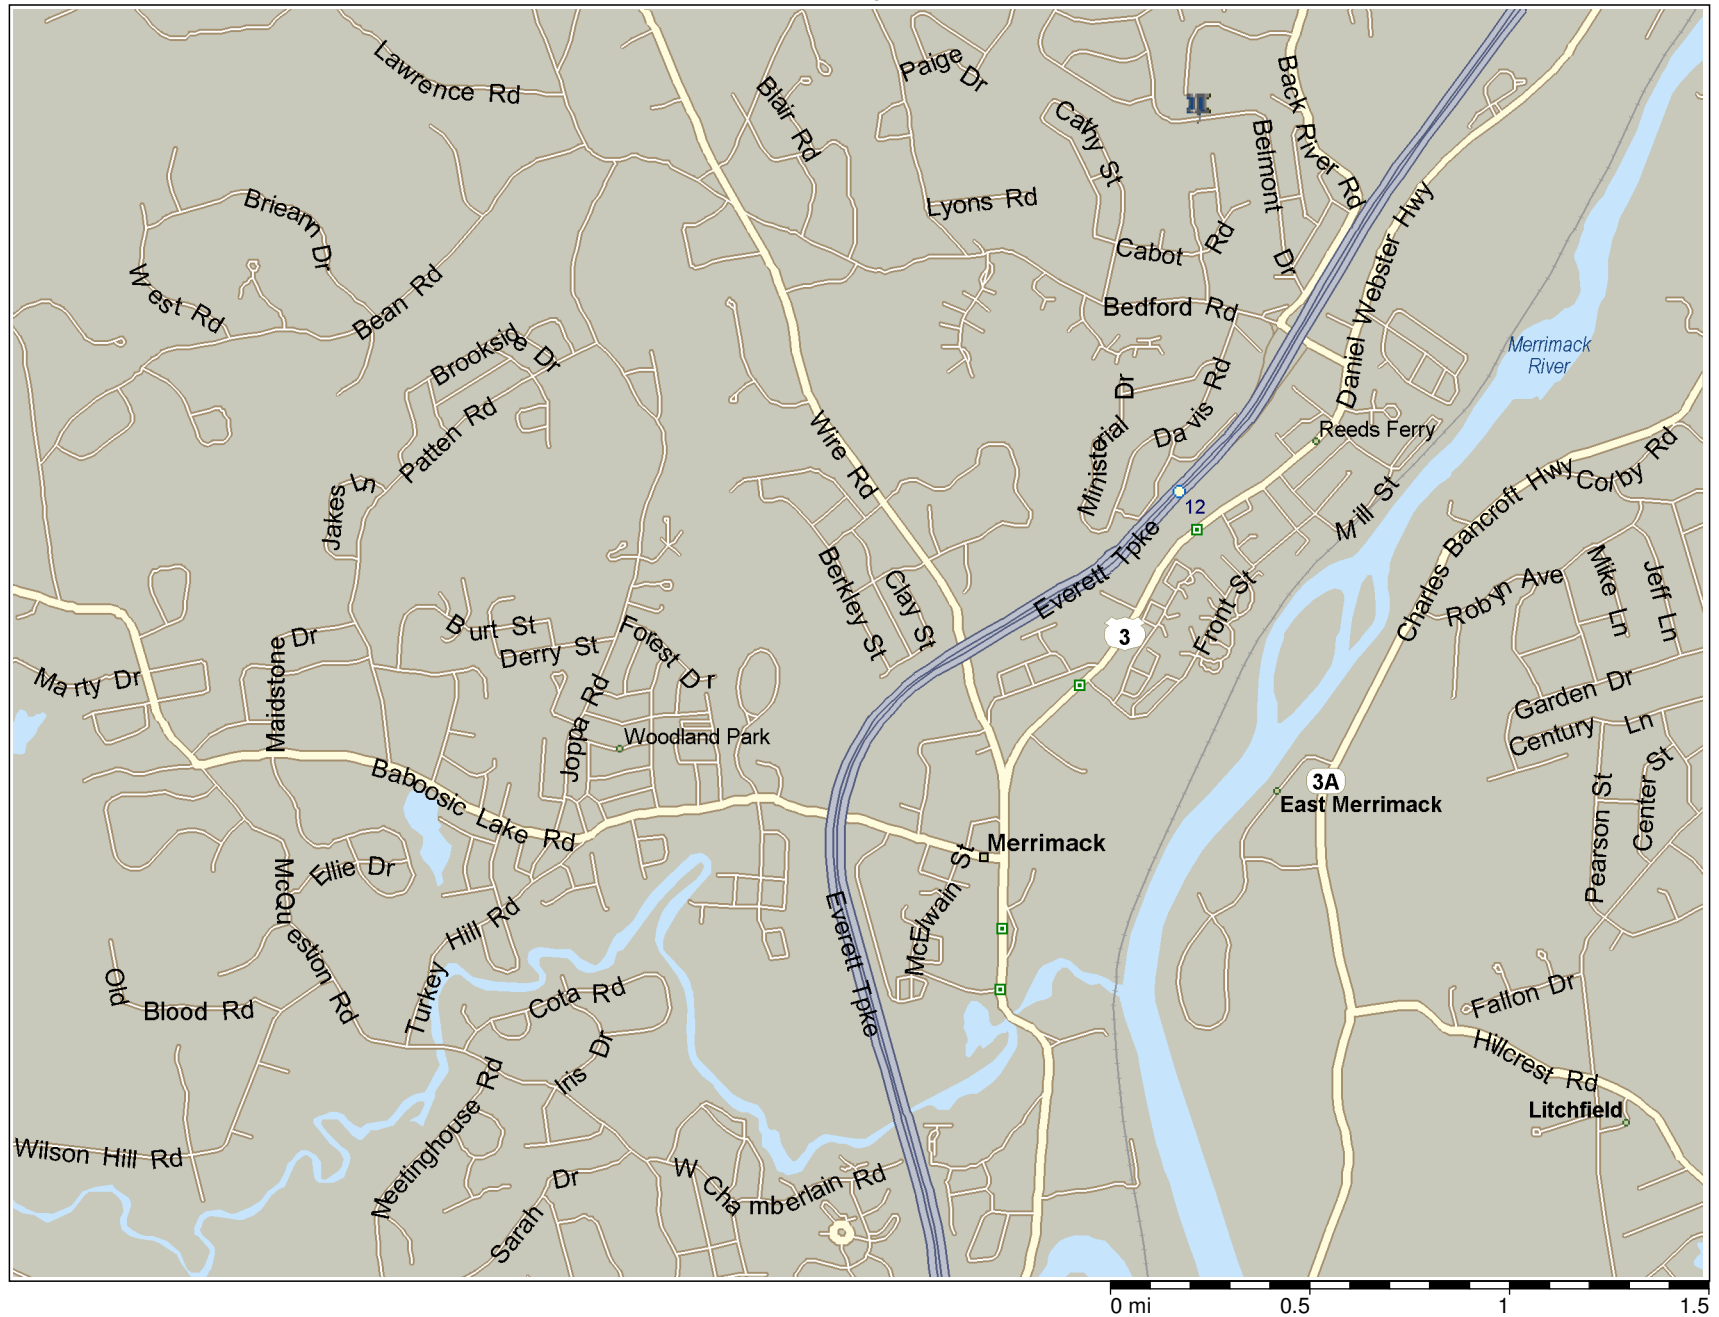 Lawrence Rd
Paige Dr
Blair Rd
Back River Rd
Cathy St
Belmont Dr
Brieann Dr
Lyons Rd
Daniel Webster Hwy
Cabot Rd
West Rd
Bean Rd
Bedford Rd
Brookside Dr
Merrimack
River
Ministerial Dr
Davis Rd
Patten Rd
Wire Rd
Reeds Ferry
Corby Rd
Jakes Ln
12
Mill St
Charles Bancroft Hwy
Everett Tpke
Berkley St
Clay St
Front St
Robyn Ave
Mike Ln
Jeff Ln
Burt St
Derry St
Forest Dr
3
Maidstone Dr
Marty Dr
Joppa Rd
Garden Dr
Century Ln
Woodland Park
Center St
Baboosic Lake Rd
3A
East Merrimack
Pearson St
Merrimack
McElwain St
Ellie Dr
McQuestion Rd
Turkey Hill Rd
Everett Tpke
Old Blood Rd
Cota Rd
Fallon Dr
Iris Dr
Hillcrest Rd
Meetinghouse Rd
Litchfield
Wilson Hill Rd
Sarah Dr
W Chamberlain Rd
0 mi 0.5 1 1.5